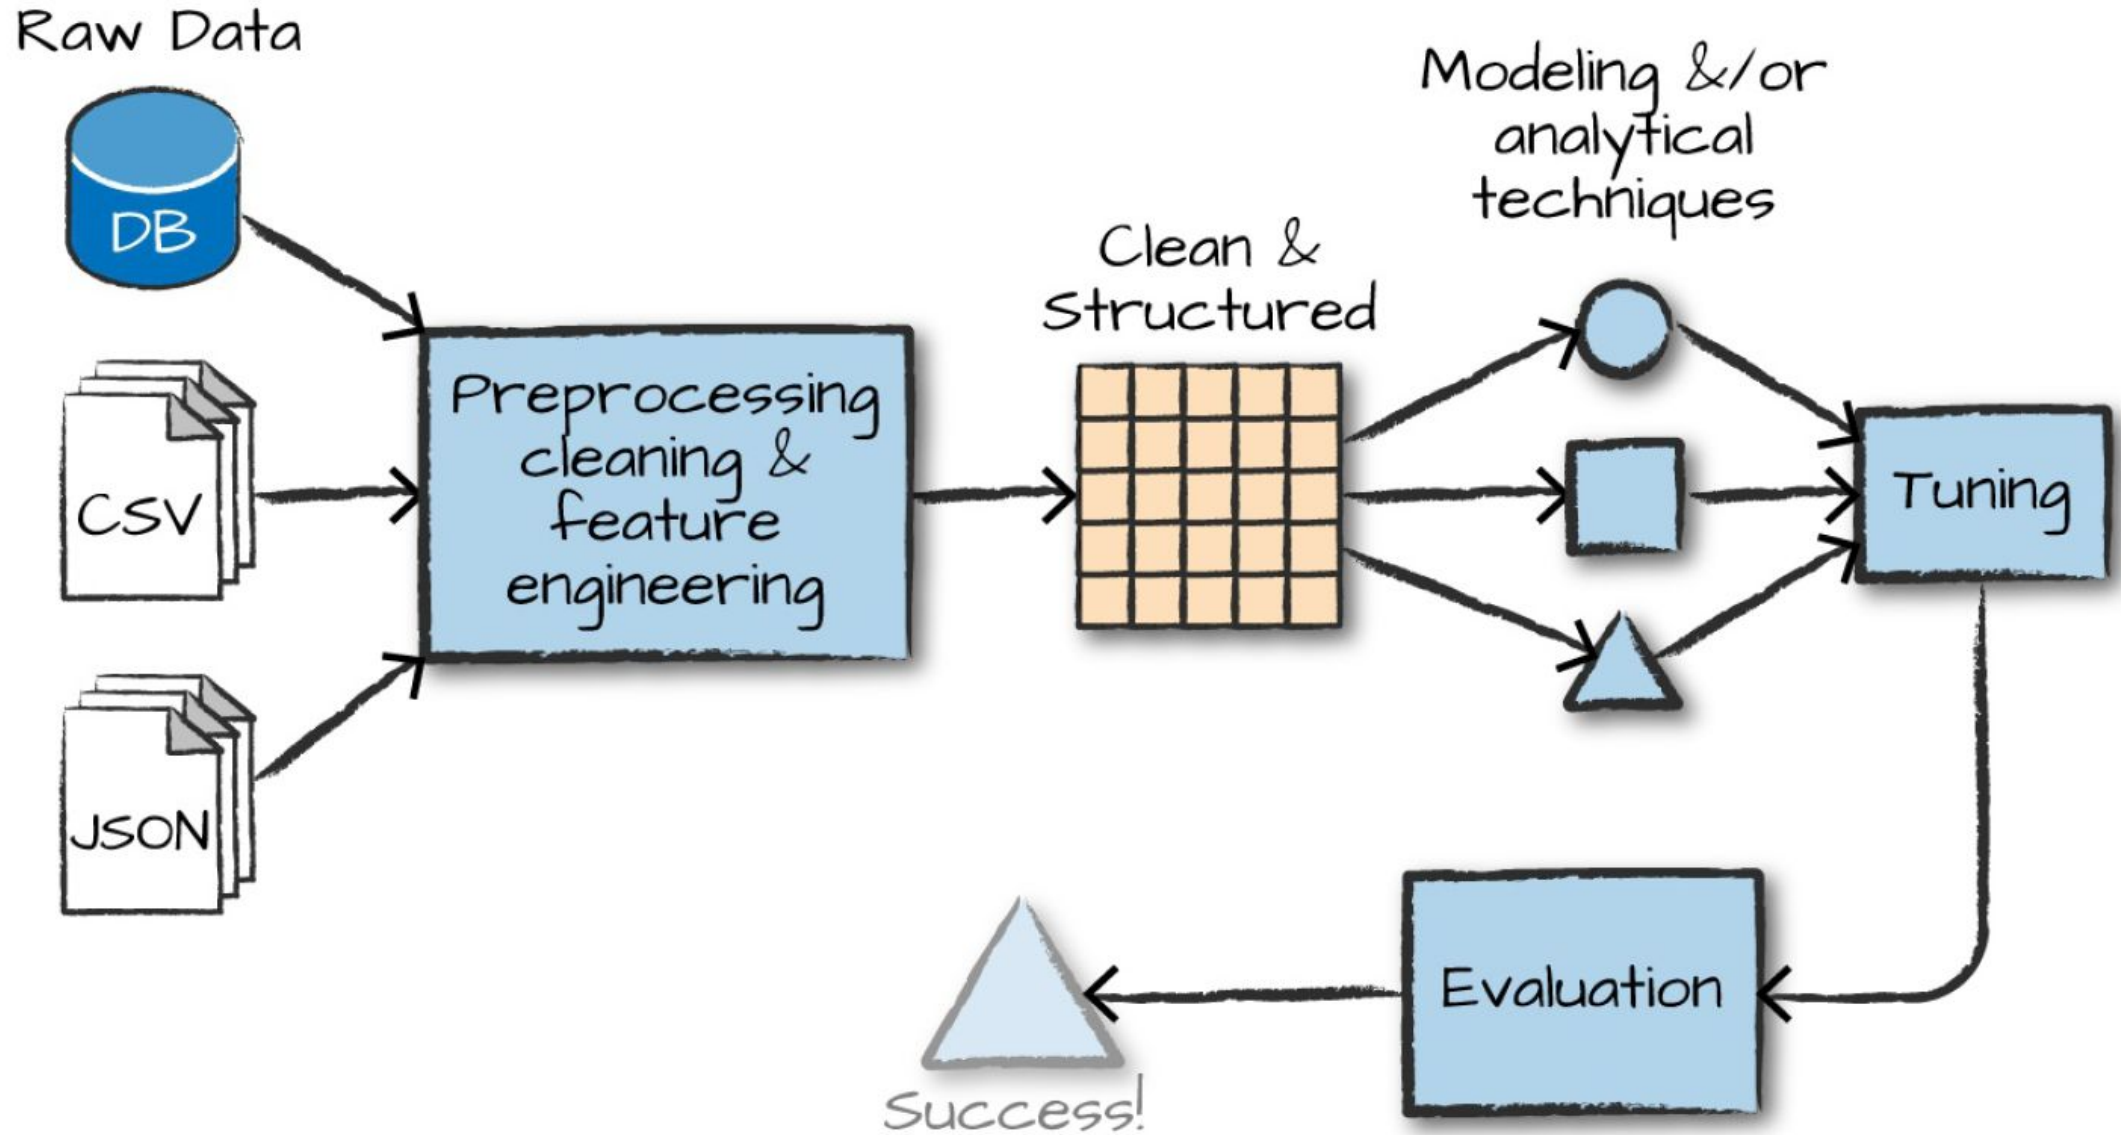 Raw Data
DB
CSV
JSON
Preprocessing
cleaning &
feature
engineering
Clean &
Structured
Modeling &/or
analytical
techniques
Tuning
Evaluation
Success!